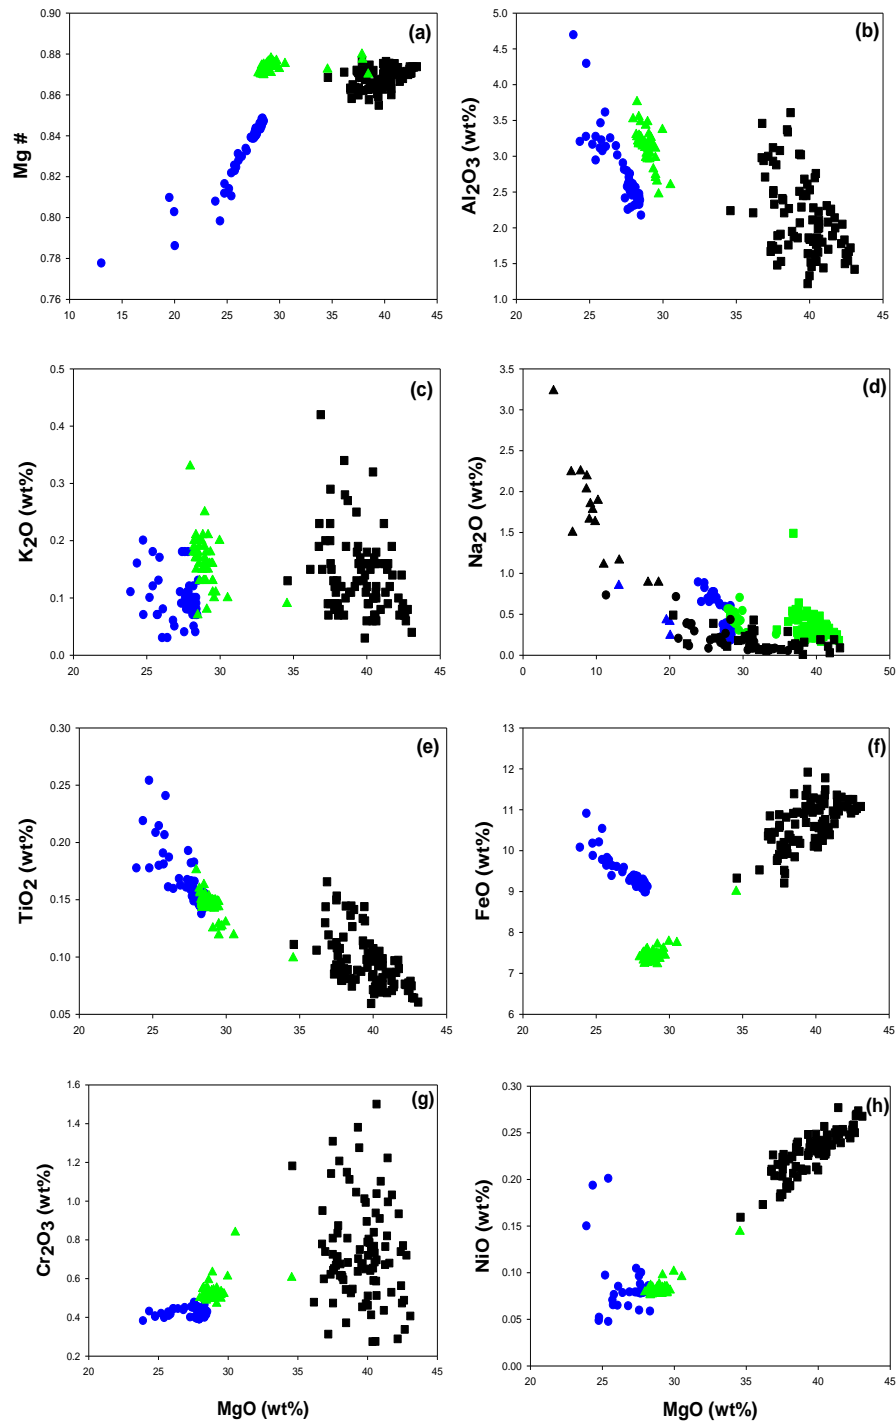 (a)
Mg #
0.90
0.88
0.86
0.84
0.82
0.80
0.78
0.76
10 15 20 25 30 35 40 45
(b)
Al₂O₃ (wt%)
5.0
4.5
4.0
3.5
3.0
2.5
2.0
1.5
1.0
20 25 30 35 40 45
(c)
K₂O (wt%)
0.5
0.4
0.3
0.2
0.1
0.0
20 25 30 35 40 45
(d)
Na₂O (wt%)
3.5
3.0
2.5
2.0
1.5
1.0
0.5
0.0
0 10 20 30 40 50
(e)
TiO₂ (wt%)
0.30
0.25
0.20
0.15
0.10
0.05
20 25 30 35 40 45
(f)
FeO (wt%)
13
12
11
10
9
8
7
6
20 25 30 35 40 45
(g)
Cr₂O₃ (wt%)
1.6
1.4
1.2
1.0
0.8
0.6
0.4
0.2
20 25 30 35 40 45
MgO (wt%)
(h)
NiO (wt%)
0.30
0.25
0.20
0.15
0.10
0.05
0.00
20 25 30 35 40 45
MgO (wt%)